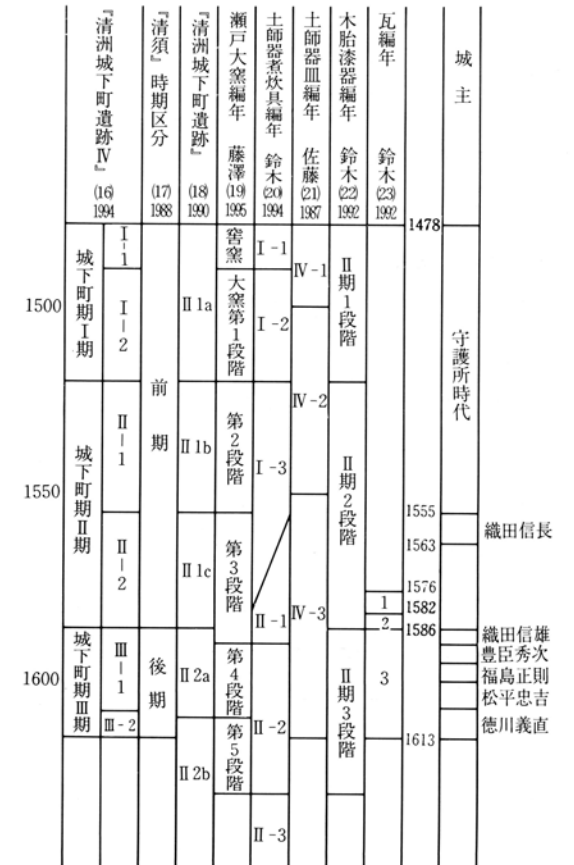 『清洲城下町遺跡Ⅳ』 (16) 1994
『清須』時期区分 (17) 1988
『清洲城下町遺跡』 (18) 1990
瀬戸大窯編年 藤澤 (19) 1995
土師器煮炊具編年 鈴木 (20) 1994
土師器皿編年 佐藤 (21) 1987
木胎漆器編年 鈴木 (22) 1992
瓦編年 鈴木 (23) 1992
城主
1500
1550
1600
城下町期Ⅰ期
城下町期Ⅱ期
城下町期Ⅲ期
Ⅰ-1
Ⅰ-2
Ⅱ-1
Ⅱ-2
Ⅲ-1
Ⅲ-2
前期
後期
Ⅱ1a
Ⅱ1b
Ⅱ1c
Ⅱ2a
Ⅱ2b
窖窯
大窯第1段階
第2段階
第3段階
第4段階
第5段階
Ⅰ-1
Ⅰ-2
Ⅰ-3
Ⅱ-1
Ⅱ-2
Ⅱ-3
Ⅳ-1
Ⅳ-2
Ⅳ-3
Ⅱ期1段階
Ⅱ期2段階
Ⅱ期3段階
1
2
3
1478
1555
1563
1576
1582
1586
1613
守護所時代
織田信長
織田信雄
豊臣秀次
福島正則
松平忠吉
徳川義直